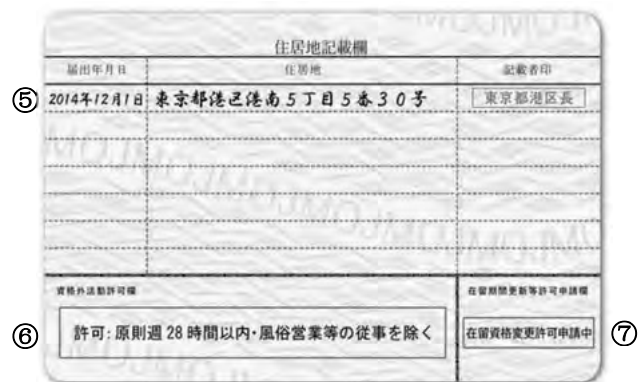 住居地記載欄
届出年月日 住居地 記載者印
⑤ 2014年12月1日 東京都港区港南5丁目5番30号 東京都港区長
資格外活動許可欄 在留期間更新等許可申請欄
⑥ 許可:原則週28時間以内・風俗営業等の従事を除く 在留資格変更許可申請中 ⑦